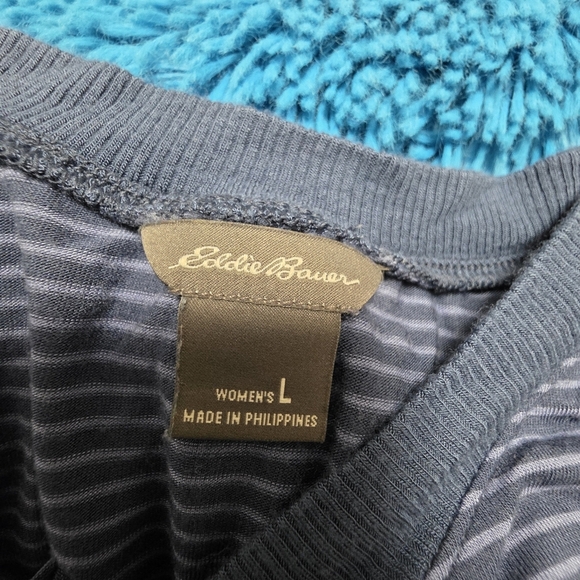 Eddie Bauer
WOMEN'S L
MADE IN PHILIPPINES